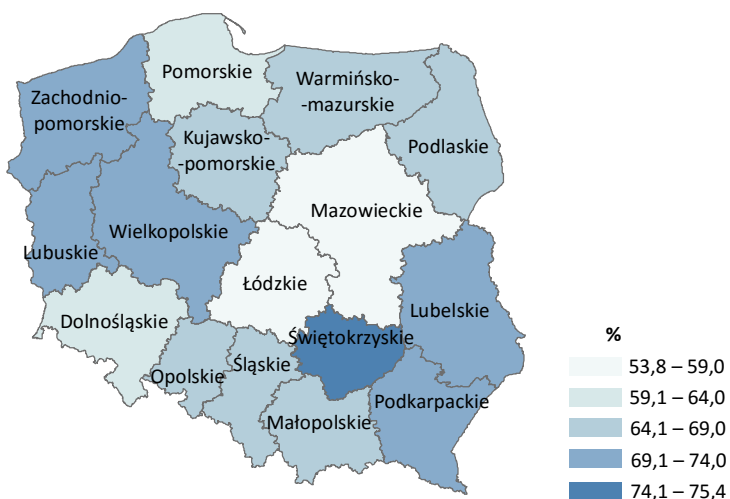 Pomorskie
Warmińsko-
-mazurskie
Zachodnio-
pomorskie
Kujawsko-
-pomorskie
Podlaskie
Mazowieckie
Wielkopolskie
Lubuskie
Łódzkie
Lubelskie
Dolnośląskie
Świętokrzyskie
Opolskie
Śląskie
Podkarpackie
Małopolskie
%
53,8 – 59,0
59,1 – 64,0
64,1 – 69,0
69,1 – 74,0
74,1 – 75,4